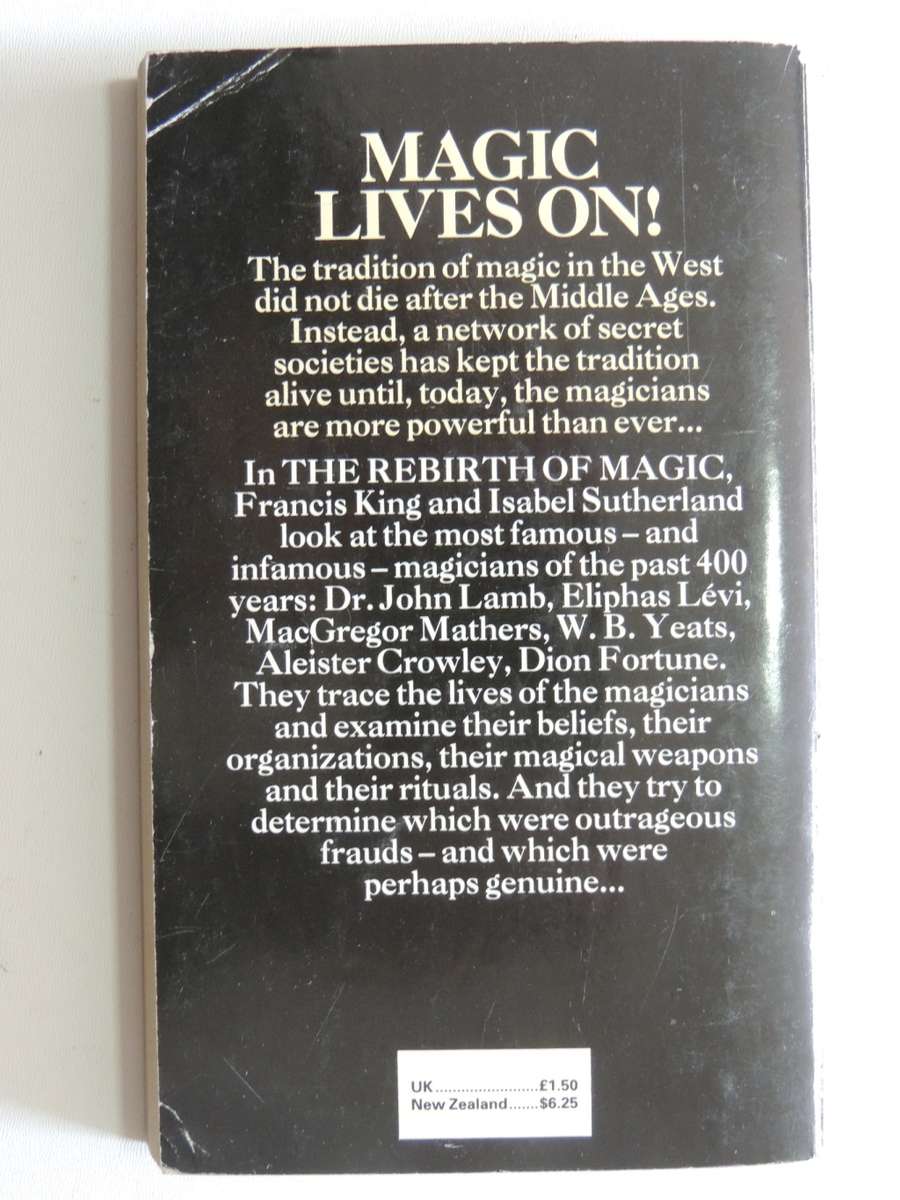 MAGIC
LIVES ON!
The tradition of magic in the West
did not die after the Middle Ages.
Instead, a network of secret
societies has kept the tradition
alive until, today, the magicians
are more powerful than ever...
In THE REBIRTH OF MAGIC,
Francis King and Isabel Sutherland
look at the most famous – and
infamous – magicians of the past 400
years: Dr. John Lamb, Eliphas Lévi,
MacGregor Mathers, W. B. Yeats,
Aleister Crowley, Dion Fortune.
They trace the lives of the magicians
and examine their beliefs, their
organizations, their magical weapons
and their rituals. And they try to
determine which were outrageous
frauds – and which were
perhaps genuine...
UK........................£1.50
New Zealand.......$6.25